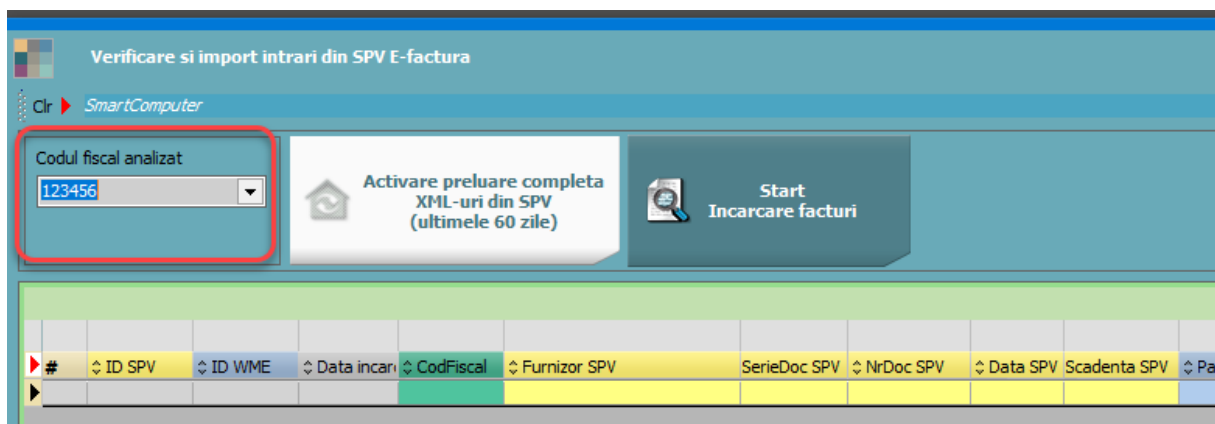 Verificare si import intrari din SPV E-factura
Clr SmartComputer
Codul fiscal analizat
123456
Activare preluare completa
XML-uri din SPV
(ultimele 60 zile)
Start
Incarcare facturi
# ID SPV ID WME Data incar CodFiscal Furnizor SPV SerieDoc SPV NrDoc SPV Data SPV Scadenta SPV Pa